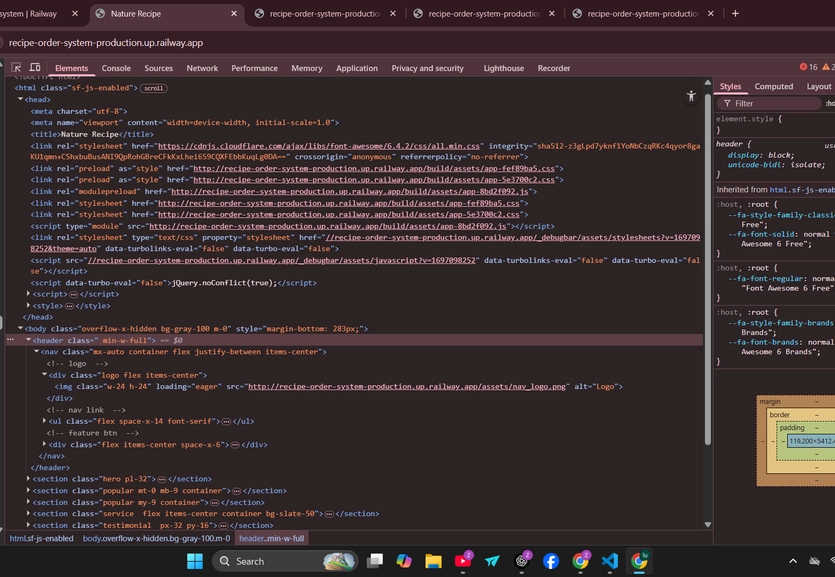 system | Railway
Nature Recipe
recipe-order-system-productio
recipe-order-system-production
recipe-order-system-productio
recipe-order-system-production.up.railway.app
Elements Console Sources Network Performance Memory Application Privacy and security Lighthouse Recorder
16 2
<html class="sf-js-enabled"> scroll
<head>
<meta charset="utf-8">
<meta name="viewport" content="width=device-width, initial-scale=1.0">
<title>Nature Recipe</title>
<link rel="stylesheet" href="https://cdnjs.cloudflare.com/ajax/libs/font-awesome/6.4.2/css/all.min.css" integrity=
crossorigin="anonymous" referrerpolicy="no-referrer">
<link rel="preload" as="style" href="http://recipe-order-system-production.up.railway.app/build/assets/app-fef89ba5.css">
<link rel="preload" as="style" href="http://recipe-order-system-production.up.railway.app/build/assets/app-5e3700c2.css">
<link rel="modulepreload" href="http://recipe-order-system-production.up.railway.app/build/assets/app-8bd2f092.js">
<link rel="stylesheet" href="http://recipe-order-system-production.up.railway.app/build/assets/app-fef89ba5.css">
<link rel="stylesheet" href="http://recipe-order-system-production.up.railway.app/build/assets/app-5e3700c2.css">
<script type="module" src="http://recipe-order-system-production.up.railway.app/build/assets/app-8bd2f092.js"></script>
<link rel="stylesheet" type="text/css" property="stylesheet" href="//recipe-order-system-production.up.railway.app/_debugbar/assets/stylesheets?v=169709
8252&theme=auto" data-turbolinks-eval="false" data-turbo-eval="false">
<script src="//recipe-order-system-production.up.railway.app/_debugbar/assets/javascript?v=1697098252" data-turbolinks-eval="false" data-turbo-eval="fal
se"></script>
<script data-turbo-eval="false">jQuery.noConflict(true);</script>
<script>…</script>
<style>…</style>
</head>
<body class="overflow-x-hidden bg-gray-100 m-0" style="margin-bottom: 283px;">
<header class=" min-w-full"> == $0
<nav class="mx-auto container flex justify-between items-center">
<!-- logo -->
<div class="logo flex items-center">
<img class="w-24 h-24" loading="eager" src="http://recipe-order-system-production.up.railway.app/assets/nav_logo.png" alt="Logo">
</div>
<!-- nav link -->
<ul class="flex space-x-14 font-serif">…</ul>
<!-- feature btn -->
<div class="flex items-center space-x-6">…</div>
</nav>
</header>
<section class="hero pl-32">…</section>
<section class="popular mt-0 mb-9 container">…</section>
<section class="popular my-9 container">…</section>
<section class="service flex items-center container bg-slate-50">…</section>
<section class="testimonial px-32 py-16">…</section>
html.sf-js-enabled body.overflow-x-hidden.bg-gray-100.m-0 header..min-w-full
Styles Computed Layout
Filter :ho
element.style {
}
header { us
display: block;
unicode-bidi: isolate;
}
Inherited from html.sf-js-enab
:host, :root {
--fa-style-family-classi
Free";
--fa-font-solid: normal
Awesome 6 Free";
}
:host, :root {
--fa-font-regular: norma
"Font Awesome 6 Free"
}
:host, :root {
--fa-style-family-brands
Brands";
--fa-font-brands: normal
Awesome 6 Brands";
}
margin –
border –
padding –
119.200×5412.4
Search